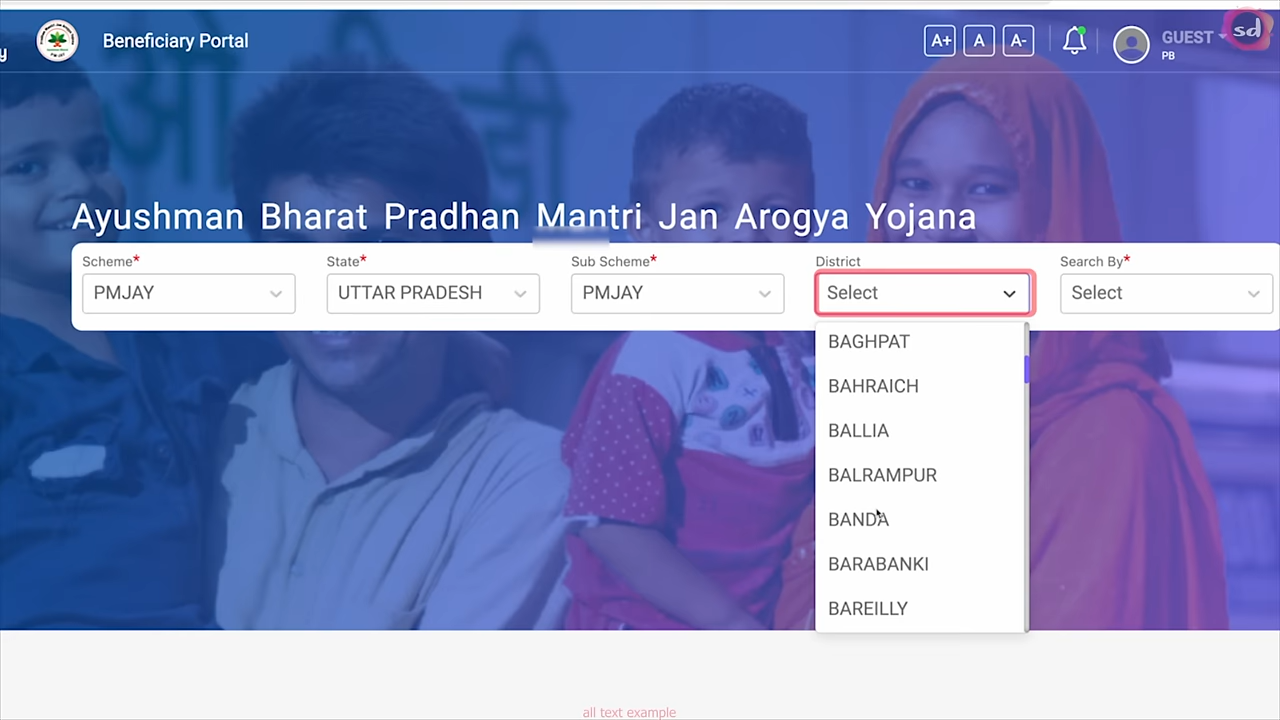 y
Beneficiary Portal
A+ A A-
GUEST
PB
sd
Ayushman Bharat Pradhan Mantri Jan Arogya Yojana
Scheme* State* Sub Scheme* District Search By*
PMJAY UTTAR PRADESH PMJAY Select Select
BAGHPAT
BAHRAICH
BALLIA
BALRAMPUR
BANDA
BARABANKI
BAREILLY
all text example